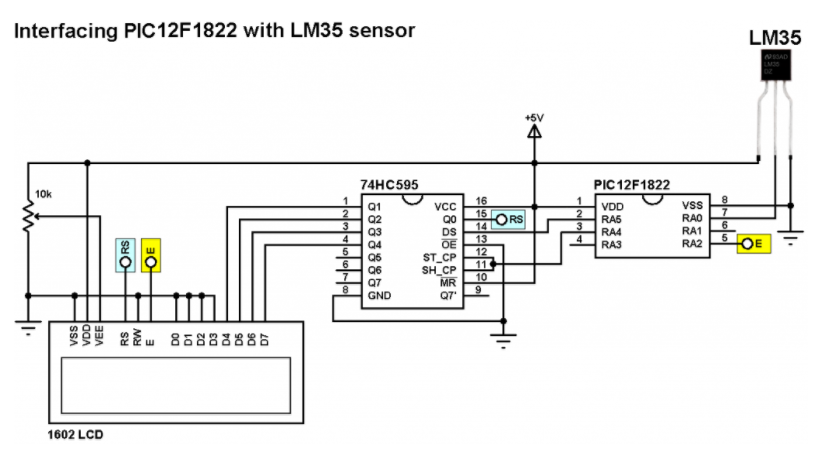 Interfacing PIC12F1822 with LM35 sensor
LM35
LM35
DZ
+5V
10k
74HC595
PIC12F1822
1 Q1 VCC 16
2 Q2 Q0 15 RS
3 Q3 DS 14
4 Q4 OE 13
5 Q5 ST_CP 12
6 Q6 SH_CP 11
7 Q7 MR 10
8 GND Q7' 9
1 VDD VSS 8
2 RA5 RA0 7
3 RA4 RA1 6
4 RA3 RA2 5 E
RS E
VSS VDD VEE RS RW E D0 D1 D2 D3 D4 D5 D6 D7
1602 LCD